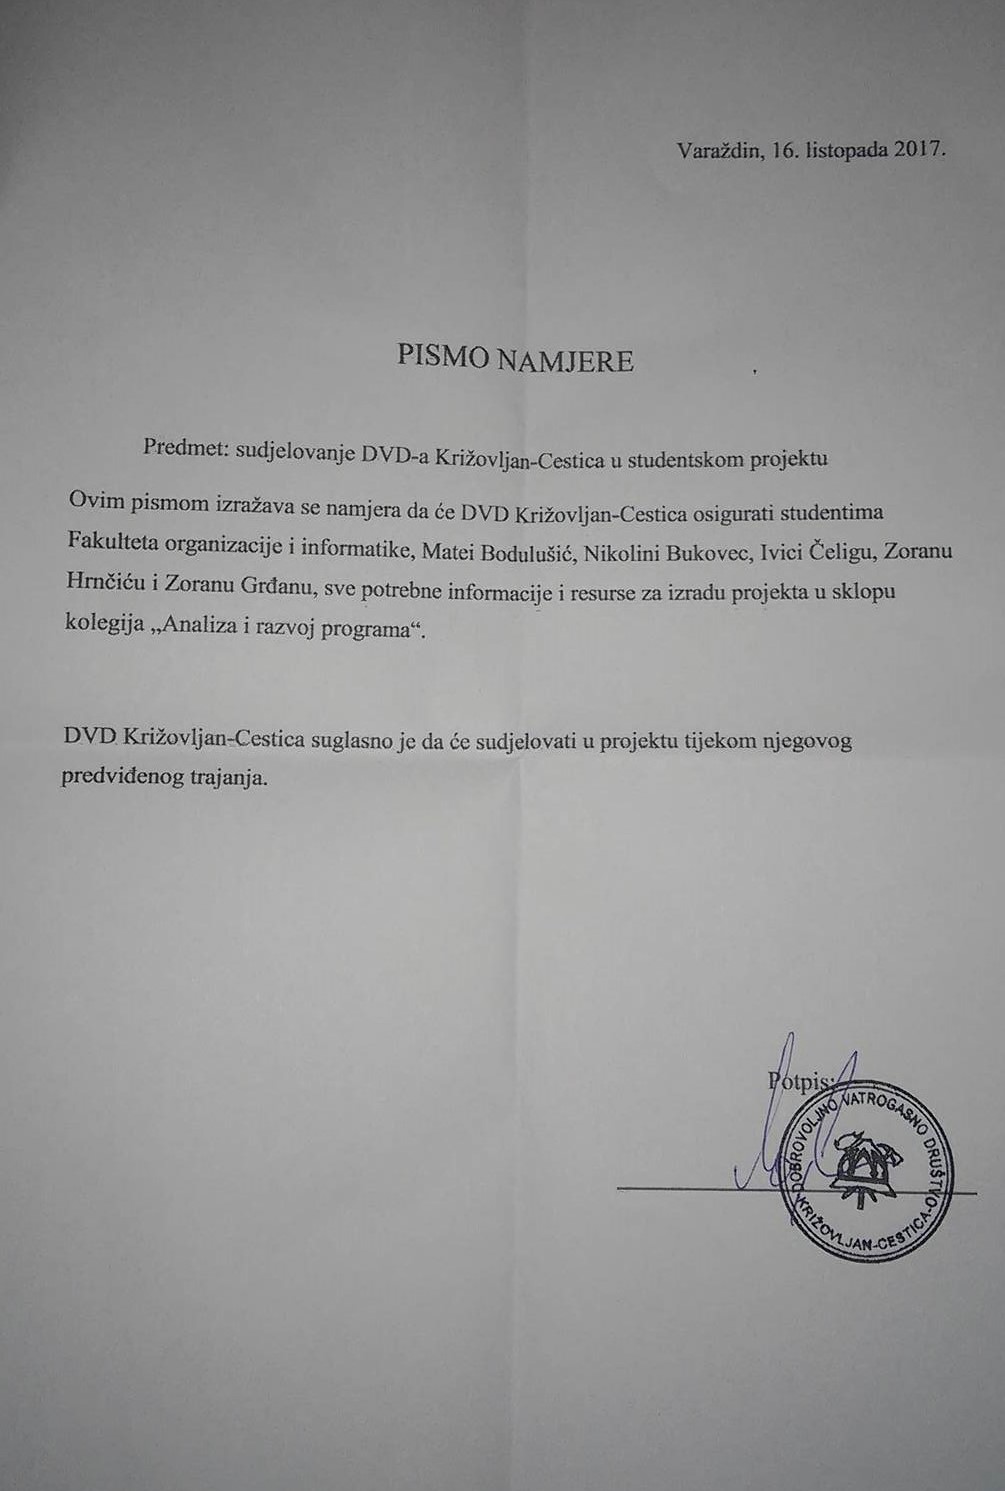 Varaždin, 16. listopada 2017.
PISMO NAMJERE
Predmet: sudjelovanje DVD-a Križovljan-Cestica u studentskom projektu
Ovim pismom izražava se namjera da će DVD Križovljan-Cestica osigurati studentima
Fakulteta organizacije i informatike, Matei Bodulušić, Nikolini Bukovec, Ivici Čeligu, Zoranu
Hrnčiću i Zoranu Grđanu, sve potrebne informacije i resurse za izradu projekta u sklopu
kolegija „Analiza i razvoj programa“.
DVD Križovljan-Cestica suglasno je da će sudjelovati u projektu tijekom njegovog
predviđenog trajanja.
Potpis:
DOBROVOLJNO VATROGASNO DRUŠTVO
KRIŽOVLJAN-CESTICA